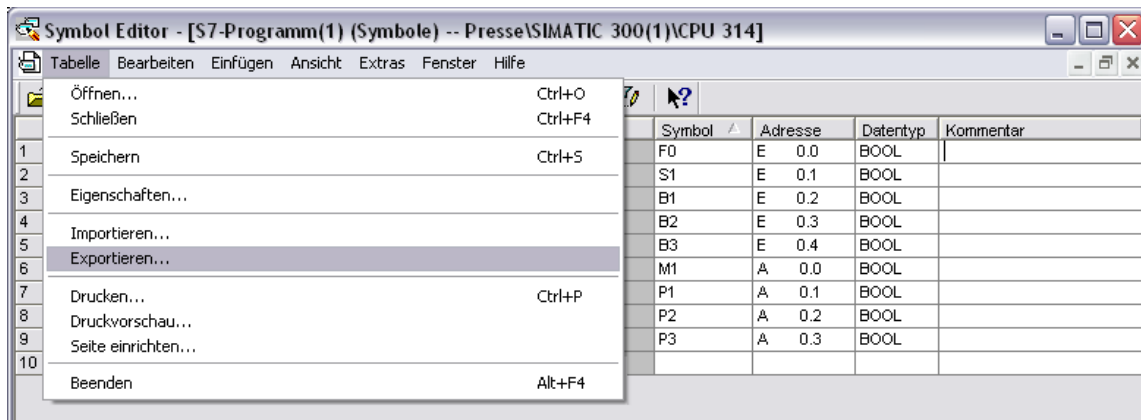 Symbol Editor - [S7-Programm(1) (Symbole) -- Presse\SIMATIC 300(1)\CPU 314]
Tabelle Bearbeiten Einfügen Ansicht Extras Fenster Hilfe
Öffnen... Ctrl+O
Schließen Ctrl+F4
Speichern Ctrl+S
Eigenschaften...
Importieren...
Exportieren...
Drucken... Ctrl+P
Druckvorschau...
Seite einrichten...
Beenden Alt+F4
Symbol Adresse Datentyp Kommentar
1 F0 E 0.0 BOOL
2 S1 E 0.1 BOOL
3 B1 E 0.2 BOOL
4 B2 E 0.3 BOOL
5 B3 E 0.4 BOOL
6 M1 A 0.0 BOOL
7 P1 A 0.1 BOOL
8 P2 A 0.2 BOOL
9 P3 A 0.3 BOOL
10